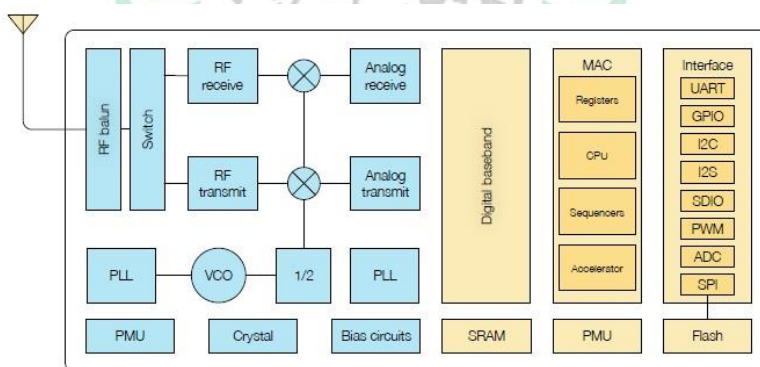 RF balun
Switch
RF
receive
Analog
receive
RF
transmit
Analog
transmit
PLL
VCO
1/2
PLL
PMU
Crystal
Bias circuits
Digital baseband
SRAM
MAC
Registers
CPU
Sequencers
Accelerator
PMU
Interface
UART
GPIO
I2C
I2S
SDIO
PWM
ADC
SPI
Flash